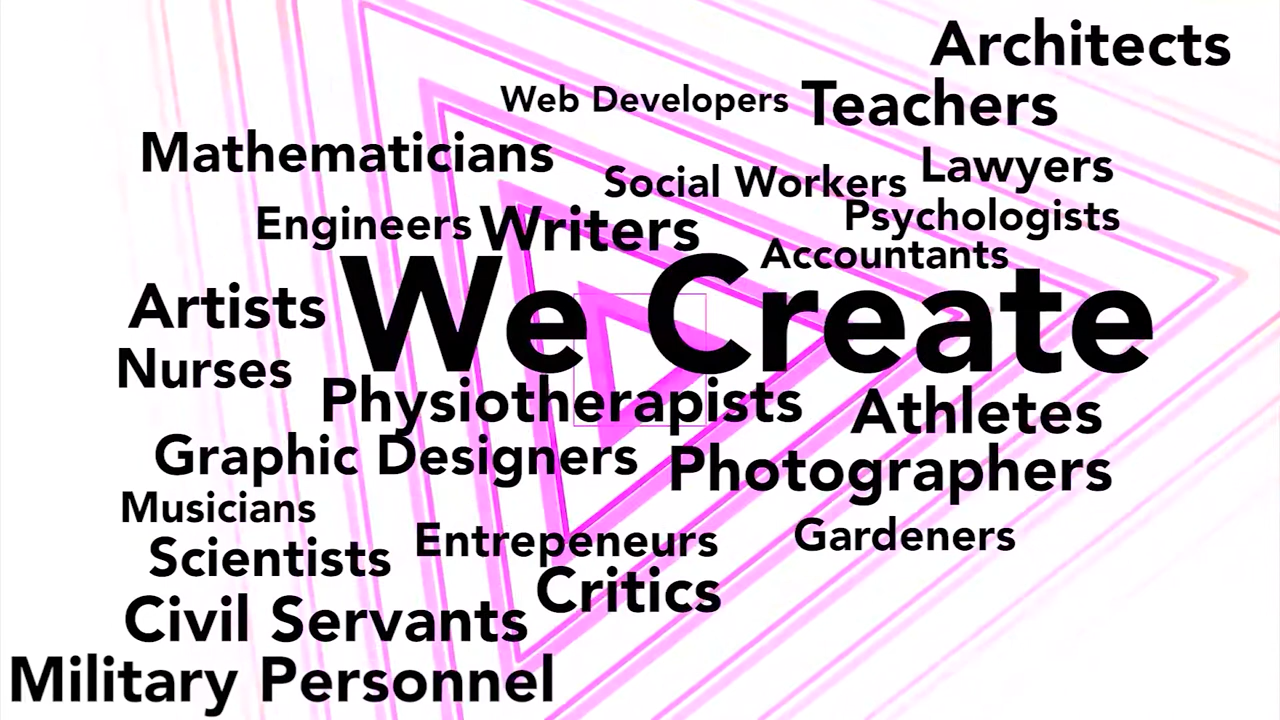 Architects
Web Developers
Teachers
Mathematicians
Social Workers
Lawyers
Engineers
Writers
Psychologists
Accountants
We Create
Artists
Nurses
Physiotherapists
Athletes
Graphic Designers
Photographers
Musicians
Entrepeneurs
Gardeners
Scientists
Critics
Civil Servants
Military Personnel